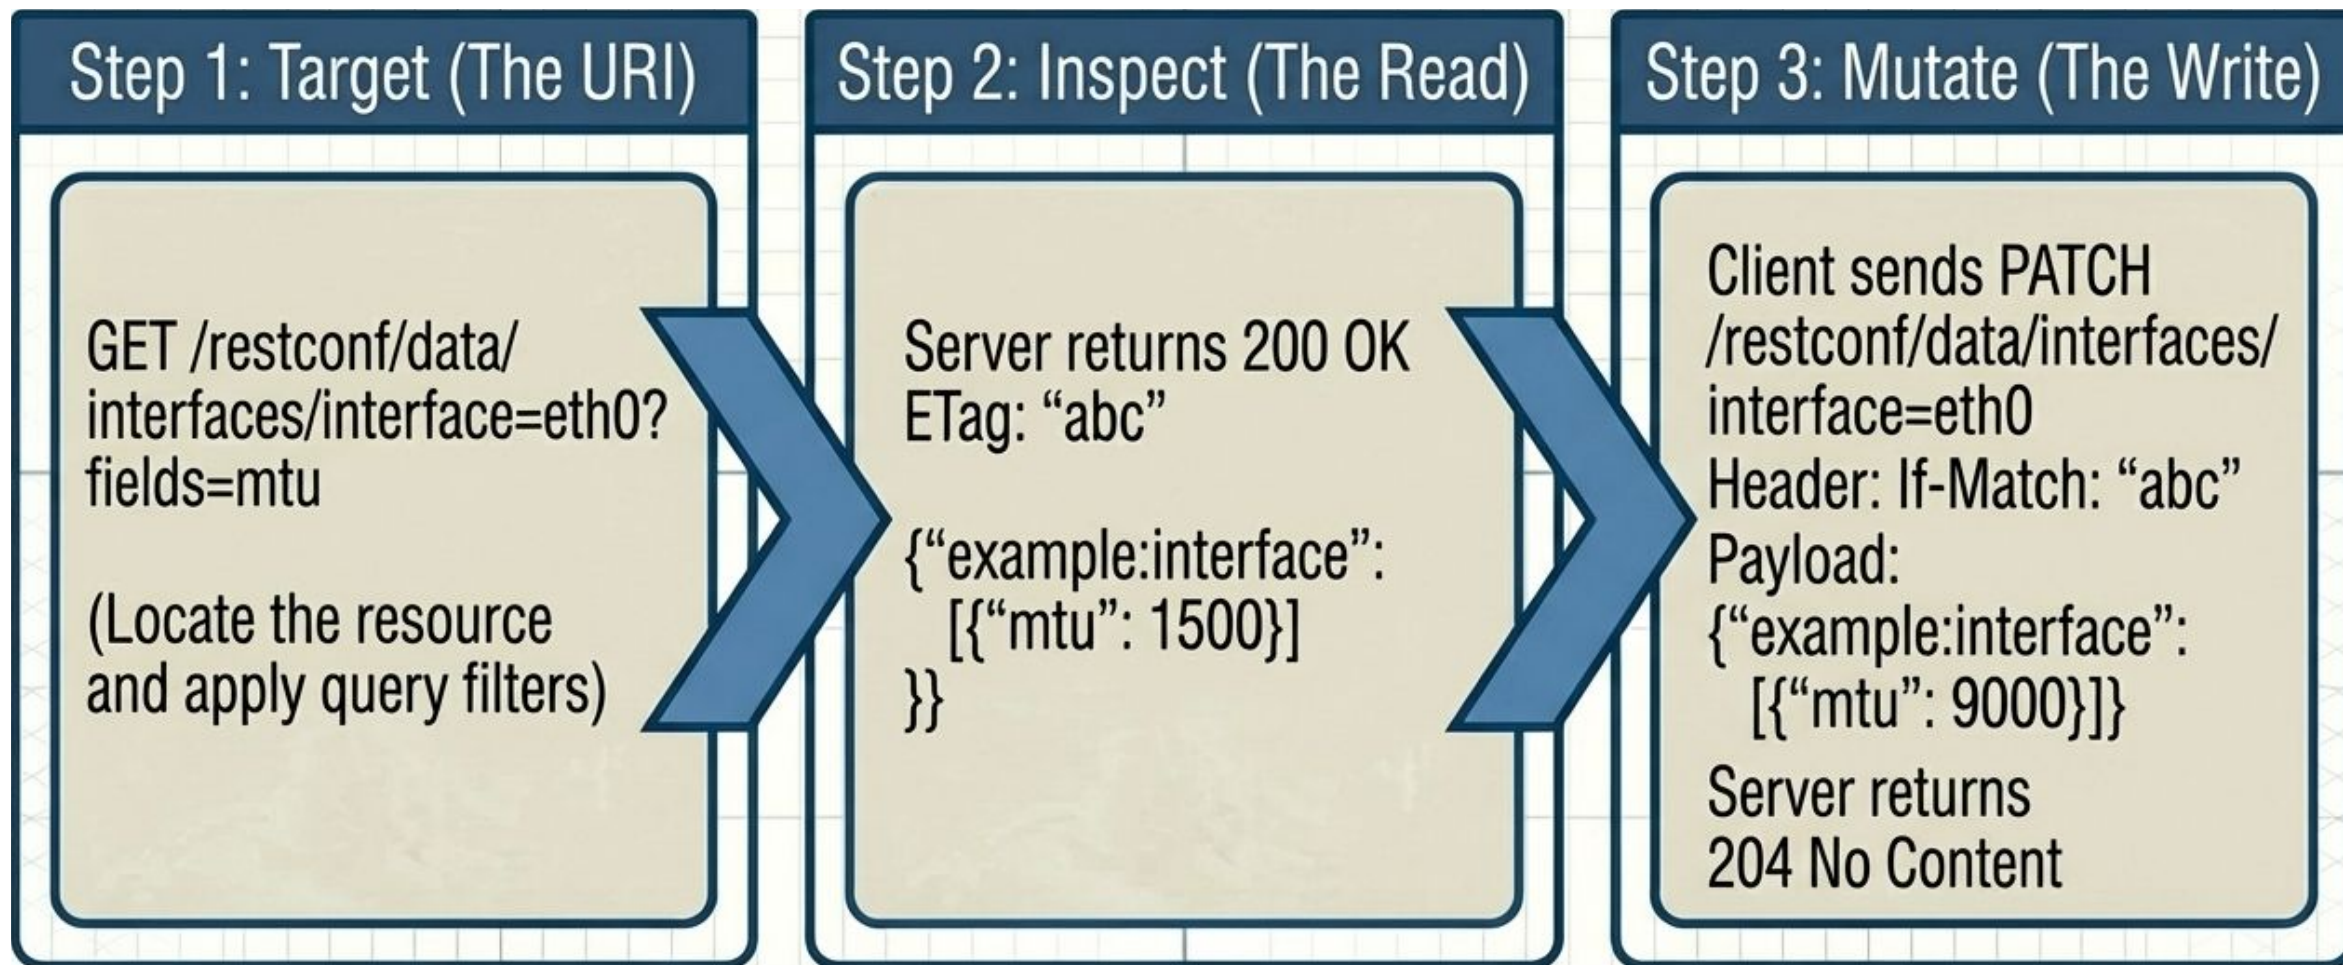 Step 1: Target (The URI)
GET /restconf/data/
interfaces/interface=eth0?
fields=mtu
(Locate the resource
and apply query filters)
Step 2: Inspect (The Read)
Server returns 200 OK
ETag: “abc”
{“example:interface”:
[{“mtu”: 1500}]
}}
Step 3: Mutate (The Write)
Client sends PATCH
/restconf/data/interfaces/
interface=eth0
Header: If-Match: “abc”
Payload:
{“example:interface”:
[{“mtu”: 9000}]}
Server returns
204 No Content